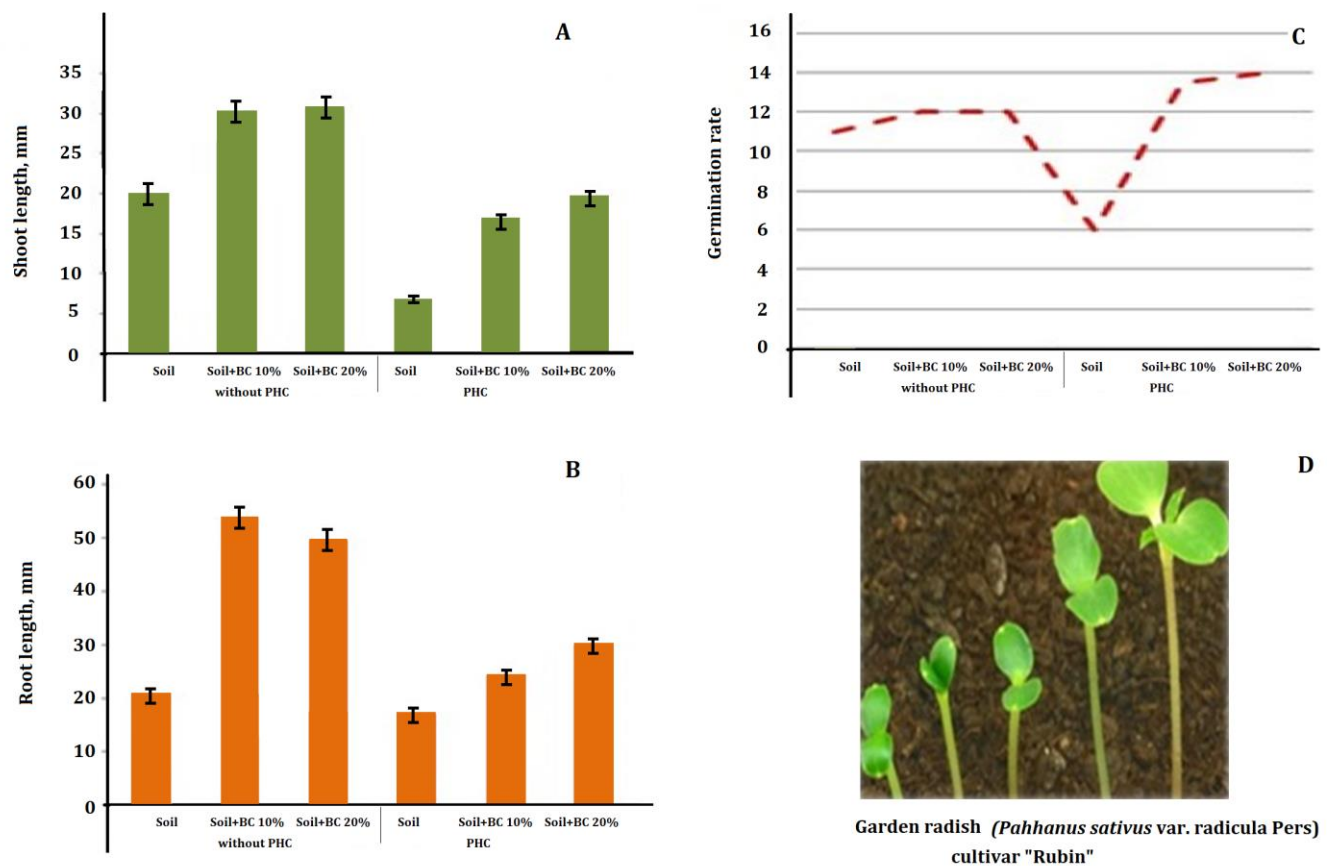 A
Shoot length, mm
35
30
25
20
15
10
5
0
Soil
Soil+BC 10%
Soil+BC 20%
Soil
Soil+BC 10%
Soil+BC 20%
without PHC
PHC
C
Germination rate
16
14
12
10
8
6
4
2
0
Soil
Soil+BC 10%
Soil+BC 20%
Soil
Soil+BC 10%
Soil+BC 20%
without PHC
PHC
B
Root length, mm
60
50
40
30
20
10
0
Soil
Soil+BC 10%
Soil+BC 20%
Soil
Soil+BC 10%
Soil+BC 20%
without PHC
PHC
D
Garden radish (Pahhanus sativus var. radicula Pers)
cultivar "Rubin"